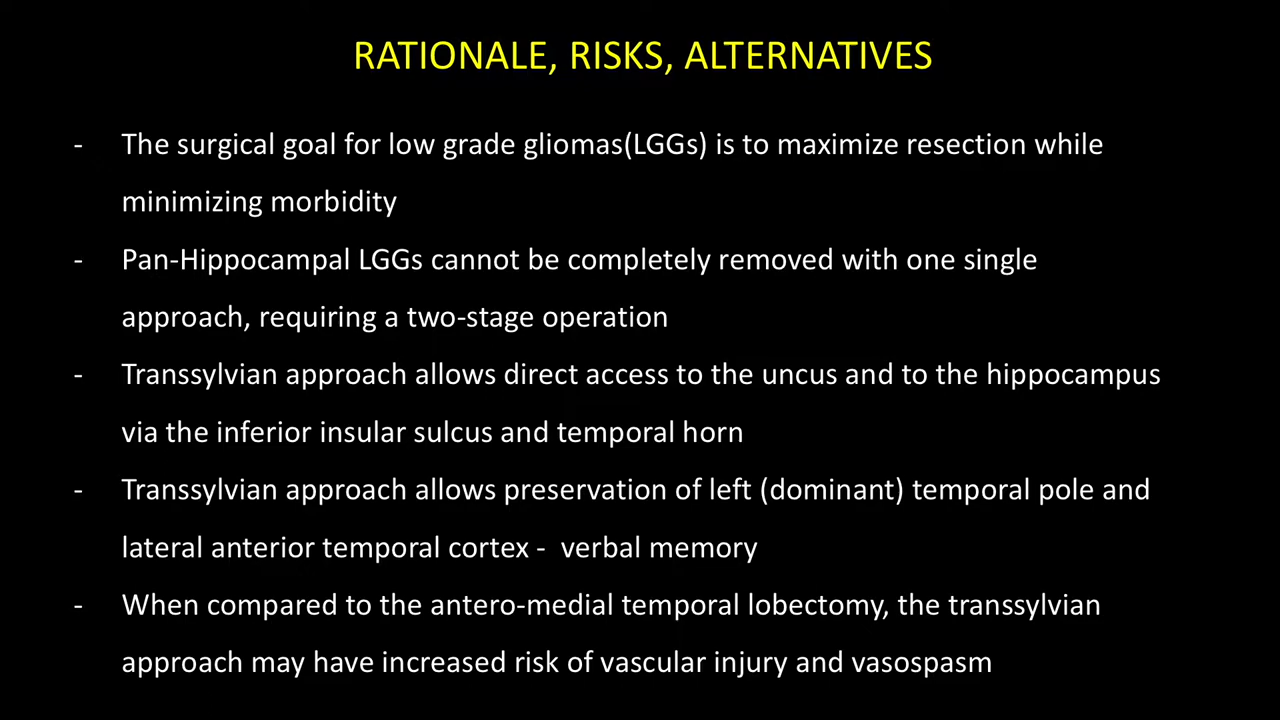 RATIONALE, RISKS, ALTERNATIVES
- The surgical goal for low grade gliomas(LGGs) is to maximize resection while
minimizing morbidity
- Pan-Hippocampal LGGs cannot be completely removed with one single
approach, requiring a two-stage operation
- Transsylvian approach allows direct access to the uncus and to the hippocampus
via the inferior insular sulcus and temporal horn
- Transsylvian approach allows preservation of left (dominant) temporal pole and
lateral anterior temporal cortex - verbal memory
- When compared to the antero-medial temporal lobectomy, the transsylvian
approach may have increased risk of vascular injury and vasospasm